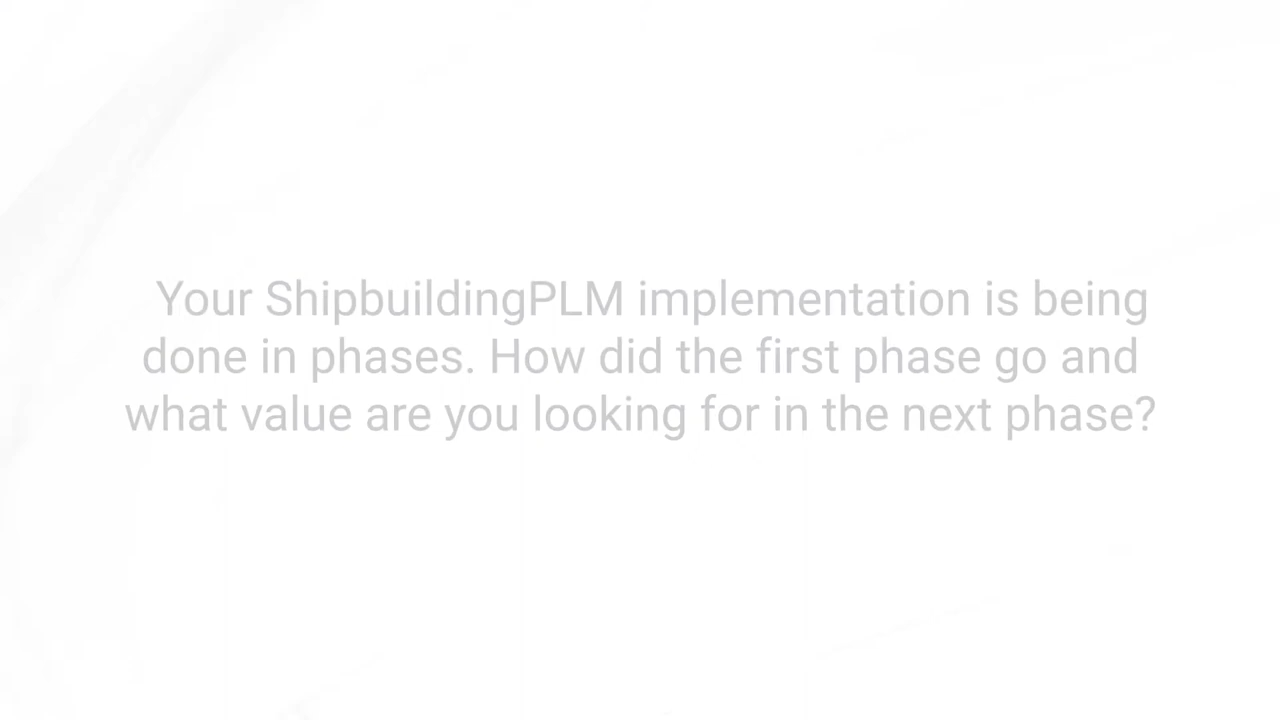 Your ShipbuildingPLM implementation is being
done in phases. How did the first phase go and
what value are you looking for in the next phase?